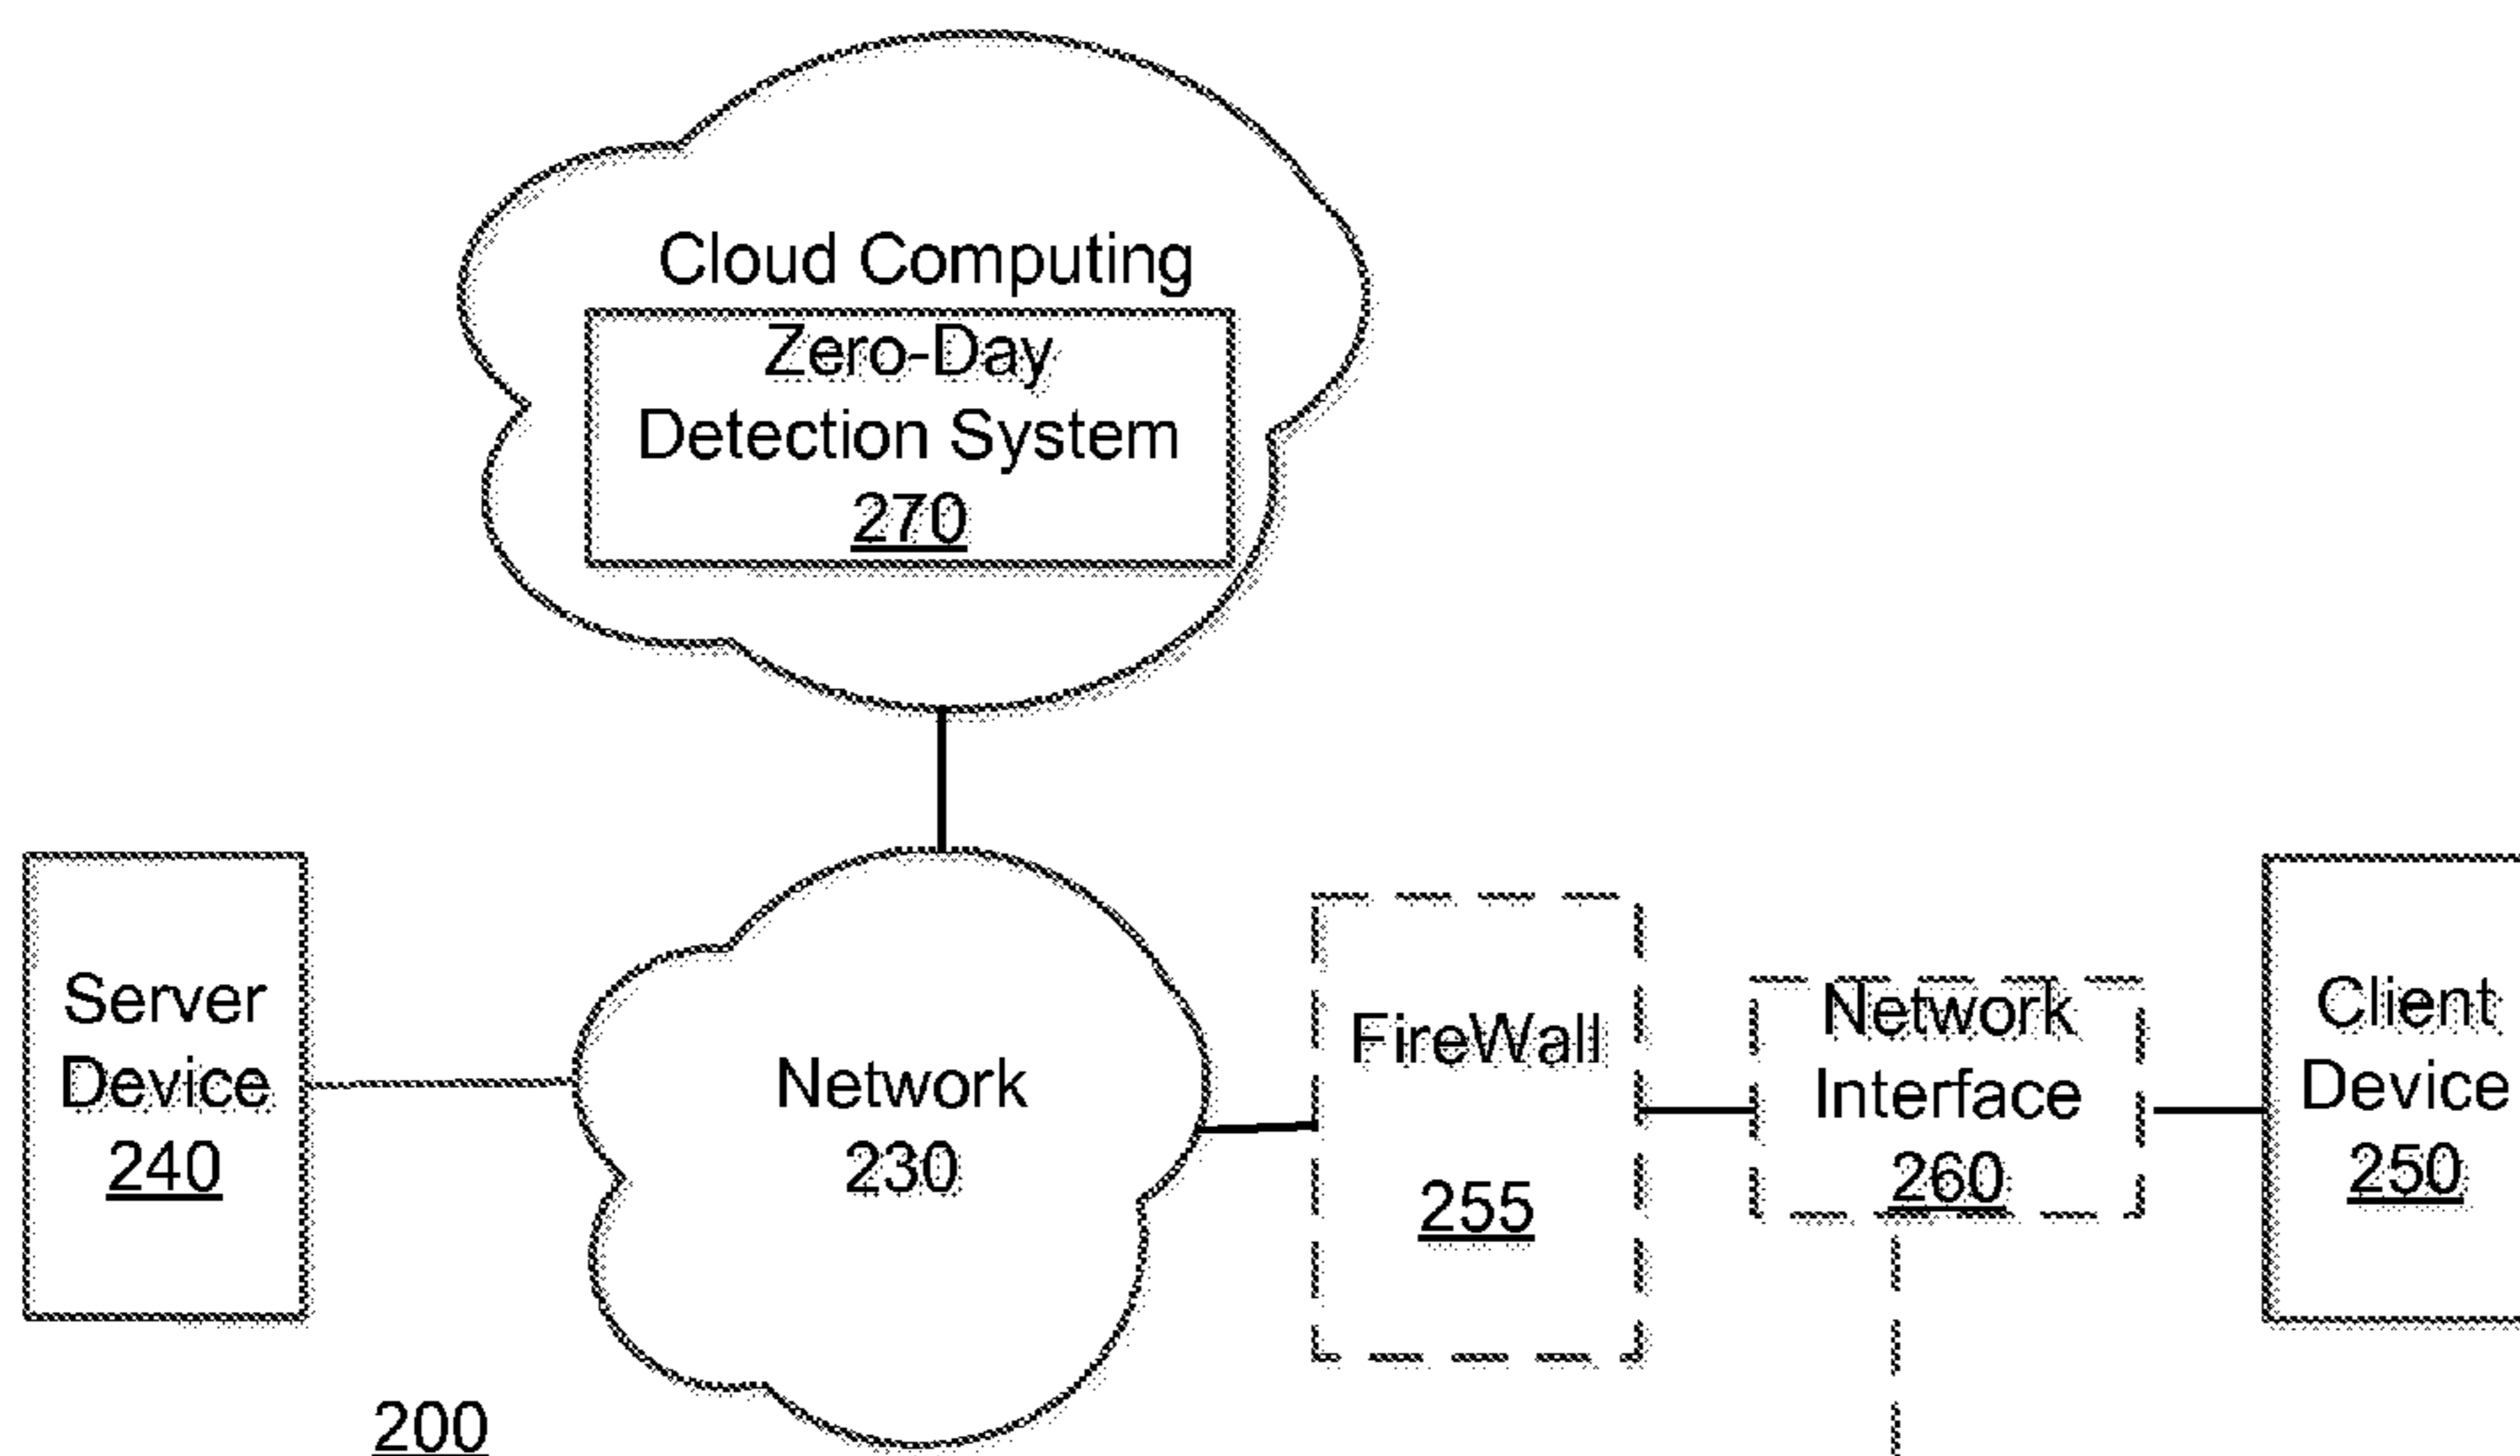 Cloud Computing
Zero-Day
Detection System
270
Server
Device
240
Network
230
FireWall
255
Network
Interface
260
Client
Device
250
200